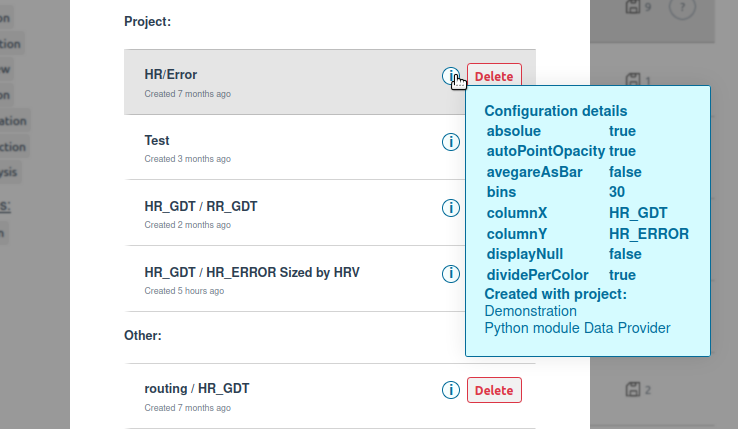 Project:
HR/Error
Created 7 months ago
Delete
Test
Created 3 months ago
HR_GDT / RR_GDT
Created 2 months ago
HR_GDT / HR_ERROR Sized by HRV
Created 5 hours ago
Other:
routing / HR_GDT
Created 7 months ago
Delete
Configuration details
absolue true
autoPointOpacity true
avegareAsBar false
bins 30
columnX HR_GDT
columnY HR_ERROR
displayNull false
dividePerColor true
Created with project:
Demonstration
Python module Data Provider
on
tion
w
on
ation
ction
ysis
s:
n
9 ?
1
2